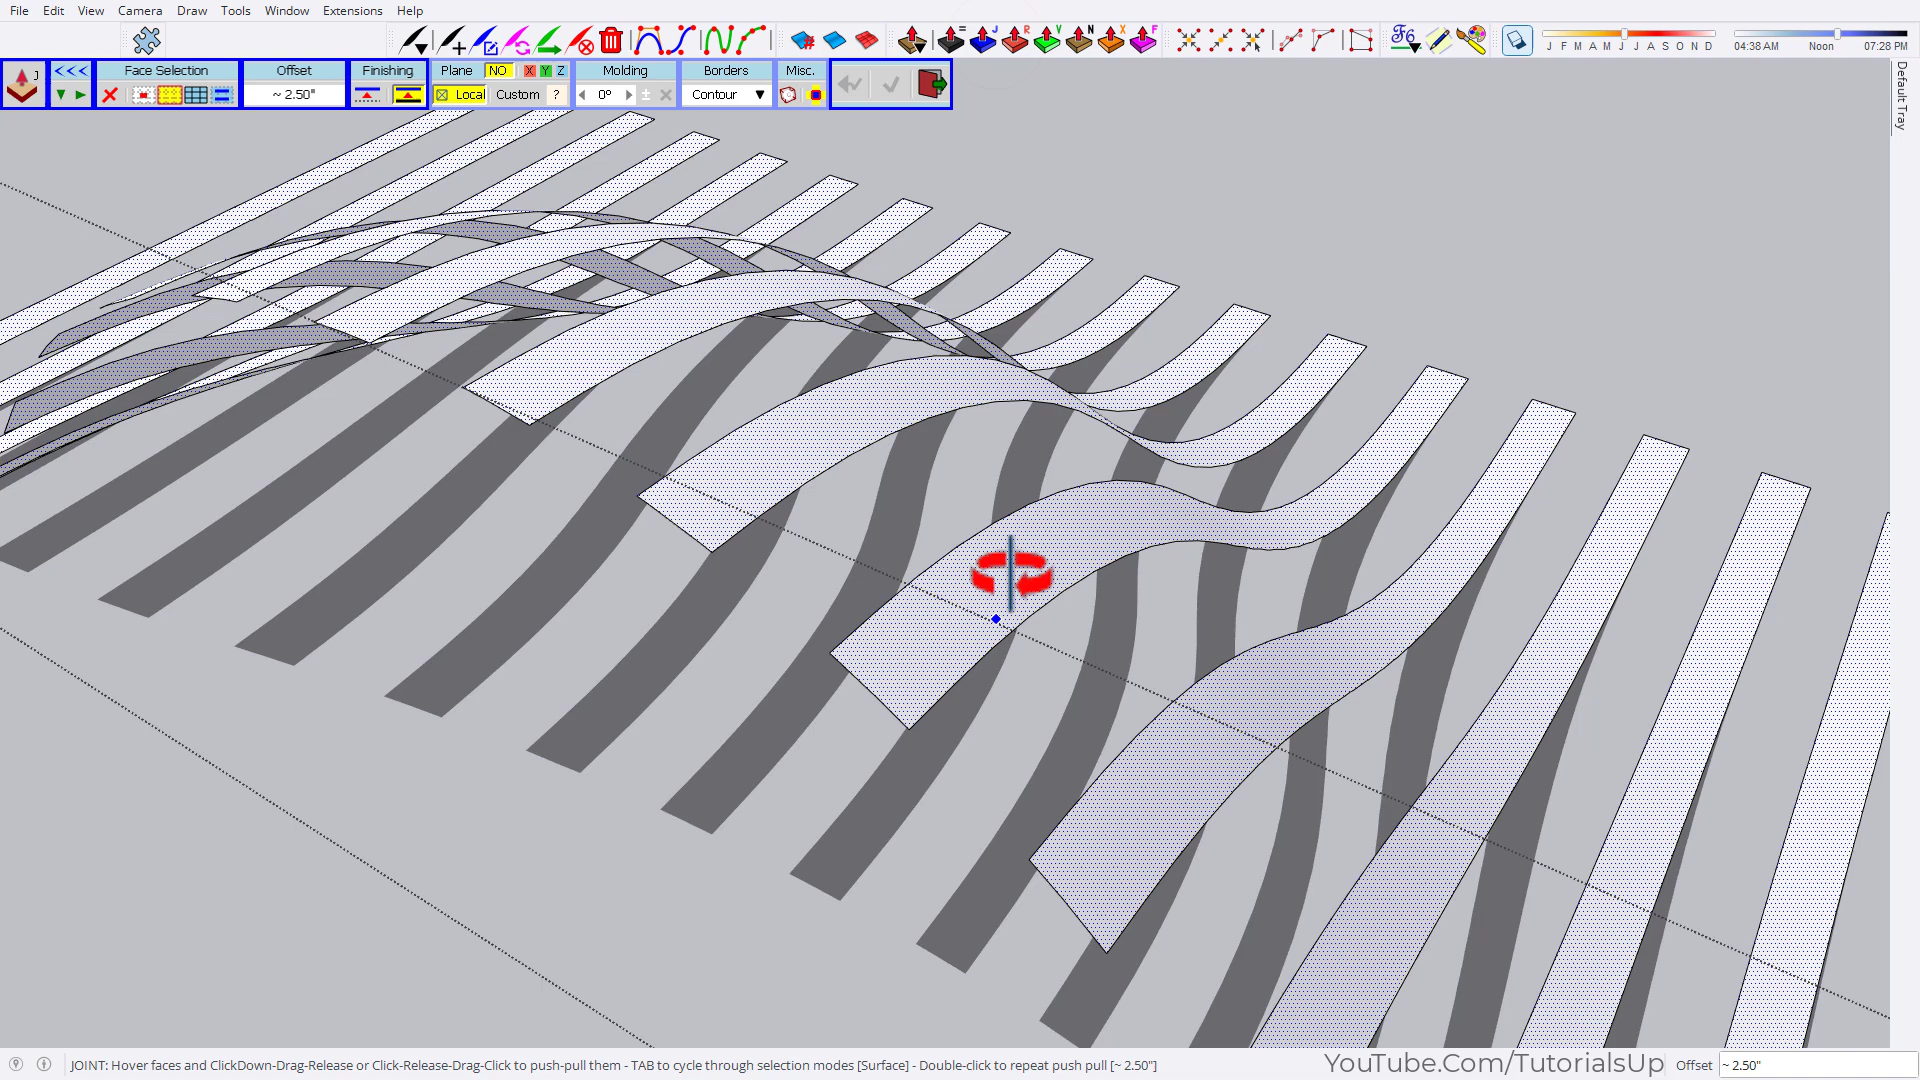 File Edit View Camera Draw Tools Window Extensions Help
J F M A M J J A S O N D 04:38 AM Noon 07:28 PM
J <<< Face Selection Offset Finishing Plane NO X Y Z Molding Borders Misc.
~ 2.50" Local Custom ? 0º Contour
Default Tray
JOINT: Hover faces and ClickDown-Drag-Release or Click-Release-Drag-Click to push-pull them - TAB to cycle through selection modes [Surface] - Double-click to repeat push pull [~ 2.50"] YouTube.Com/TutorialsUp Offset ~ 2.50"